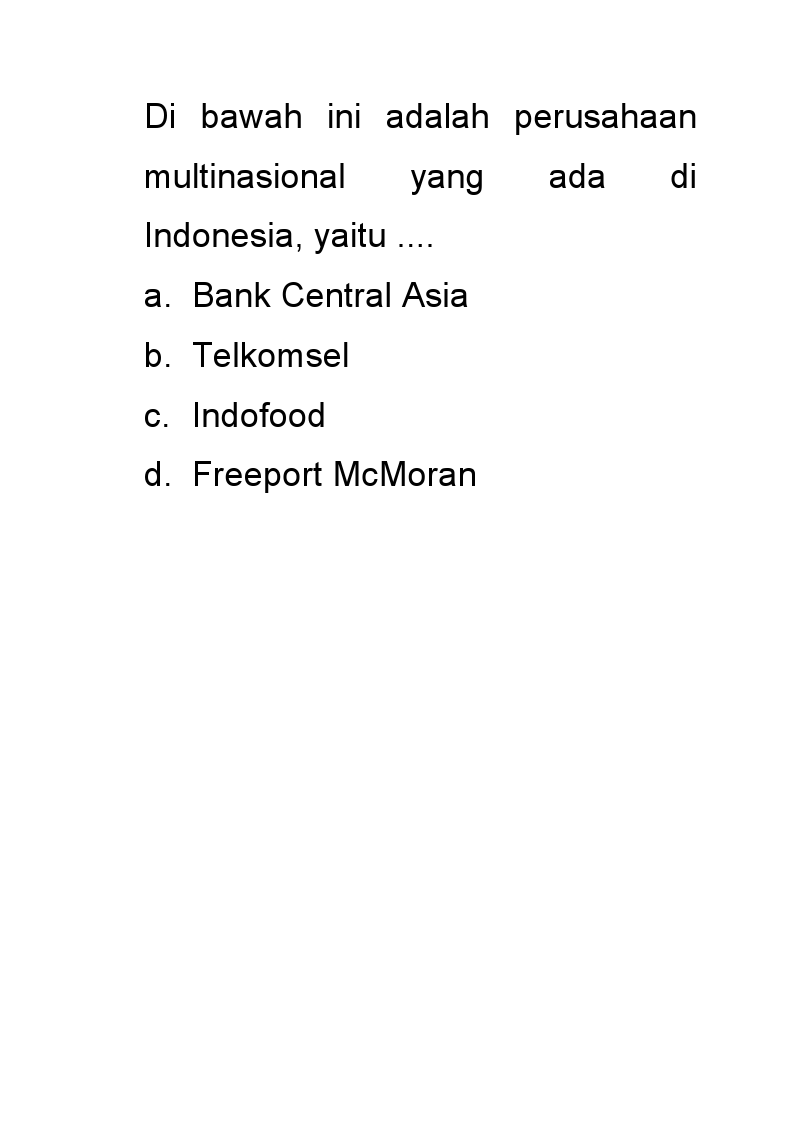 Di bawah ini adalah perusahaan
multinasional yang ada di
Indonesia, yaitu ....
a. Bank Central Asia
b. Telkomsel
c. Indofood
d. Freeport McMoran